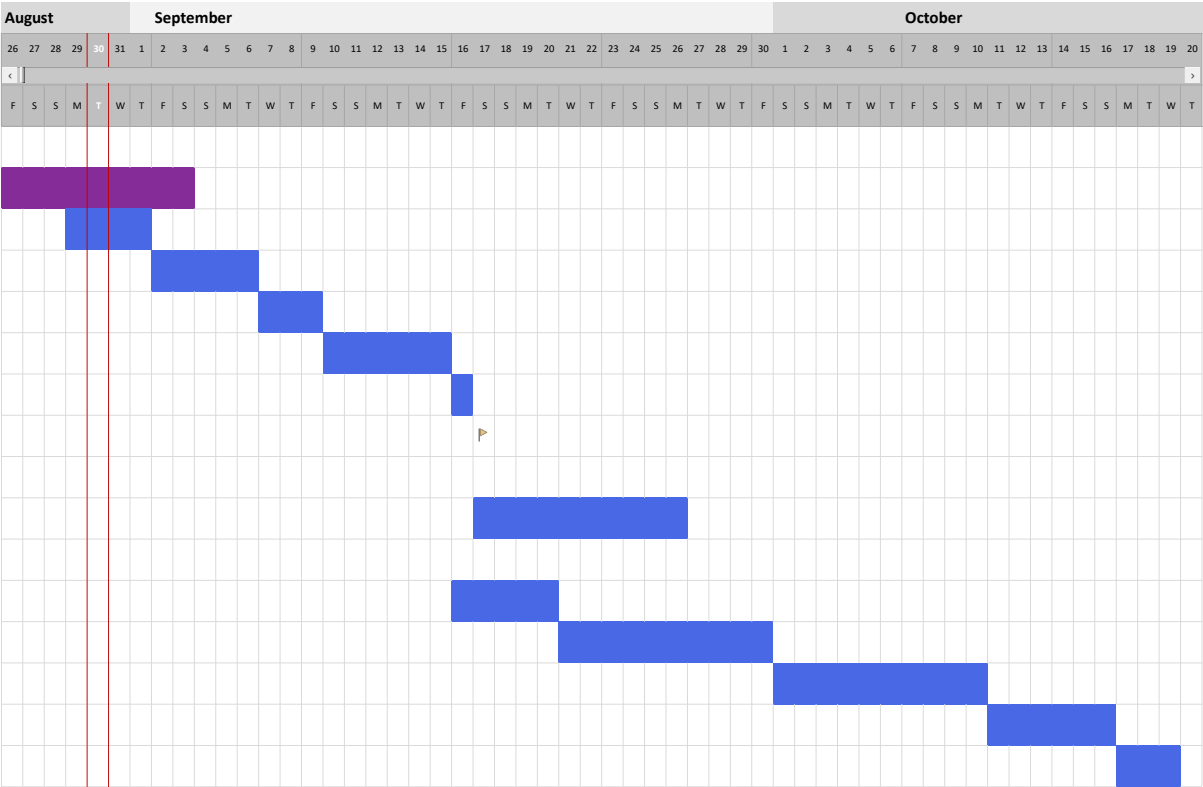 August September October
26 27 28 29 30 31 1 2 3 4 5 6 7 8 9 10 11 12 13 14 15 16 17 18 19 20 21 22 23 24 25 26 27 28 29 30 1 2 3 4 5 6 7 8 9 10 11 12 13 14 15 16 17 18 19 20
F S S M T W T F S S M T W T F S S M T W T F S S M T W T F S S M T W T F S S M T W T F S S M T W T F S S M T W T